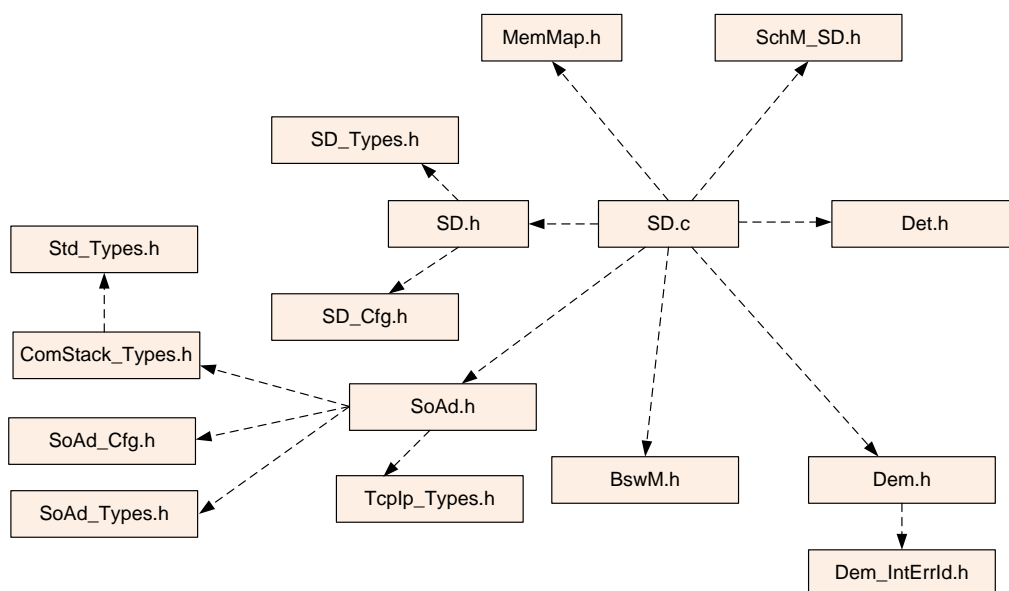 MemMap.h
SchM_SD.h
SD_Types.h
SD.h
SD.c
Det.h
Std_Types.h
SD_Cfg.h
ComStack_Types.h
SoAd.h
SoAd_Cfg.h
BswM.h
Dem.h
TcpIp_Types.h
SoAd_Types.h
Dem_IntErrId.h